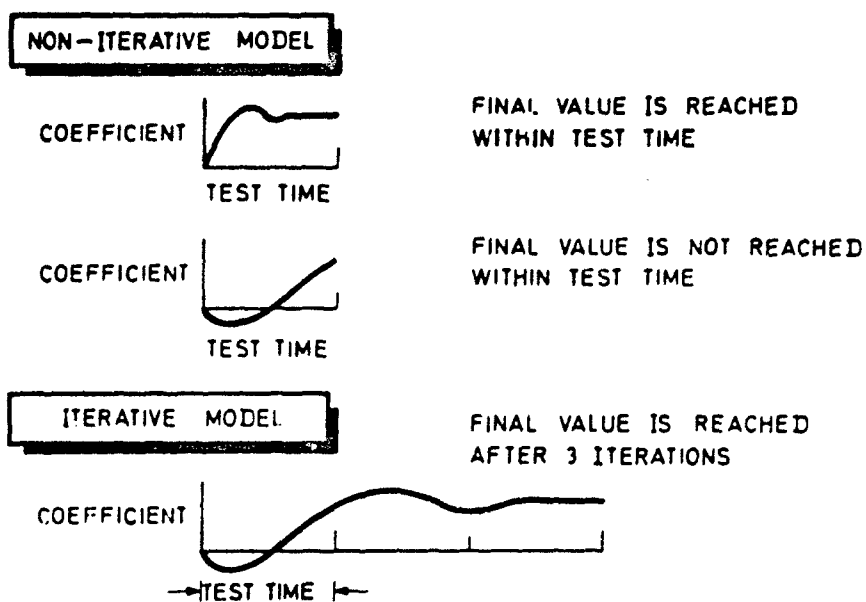 NON-ITERATIVE MODEL
COEFFICIENT
TEST TIME
FINAL VALUE IS REACHED
WITHIN TEST TIME
COEFFICIENT
TEST TIME
FINAL VALUE IS NOT REACHED
WITHIN TEST TIME
ITERATIVE MODEL
FINAL VALUE IS REACHED
AFTER 3 ITERATIONS
COEFFICIENT
TEST TIME